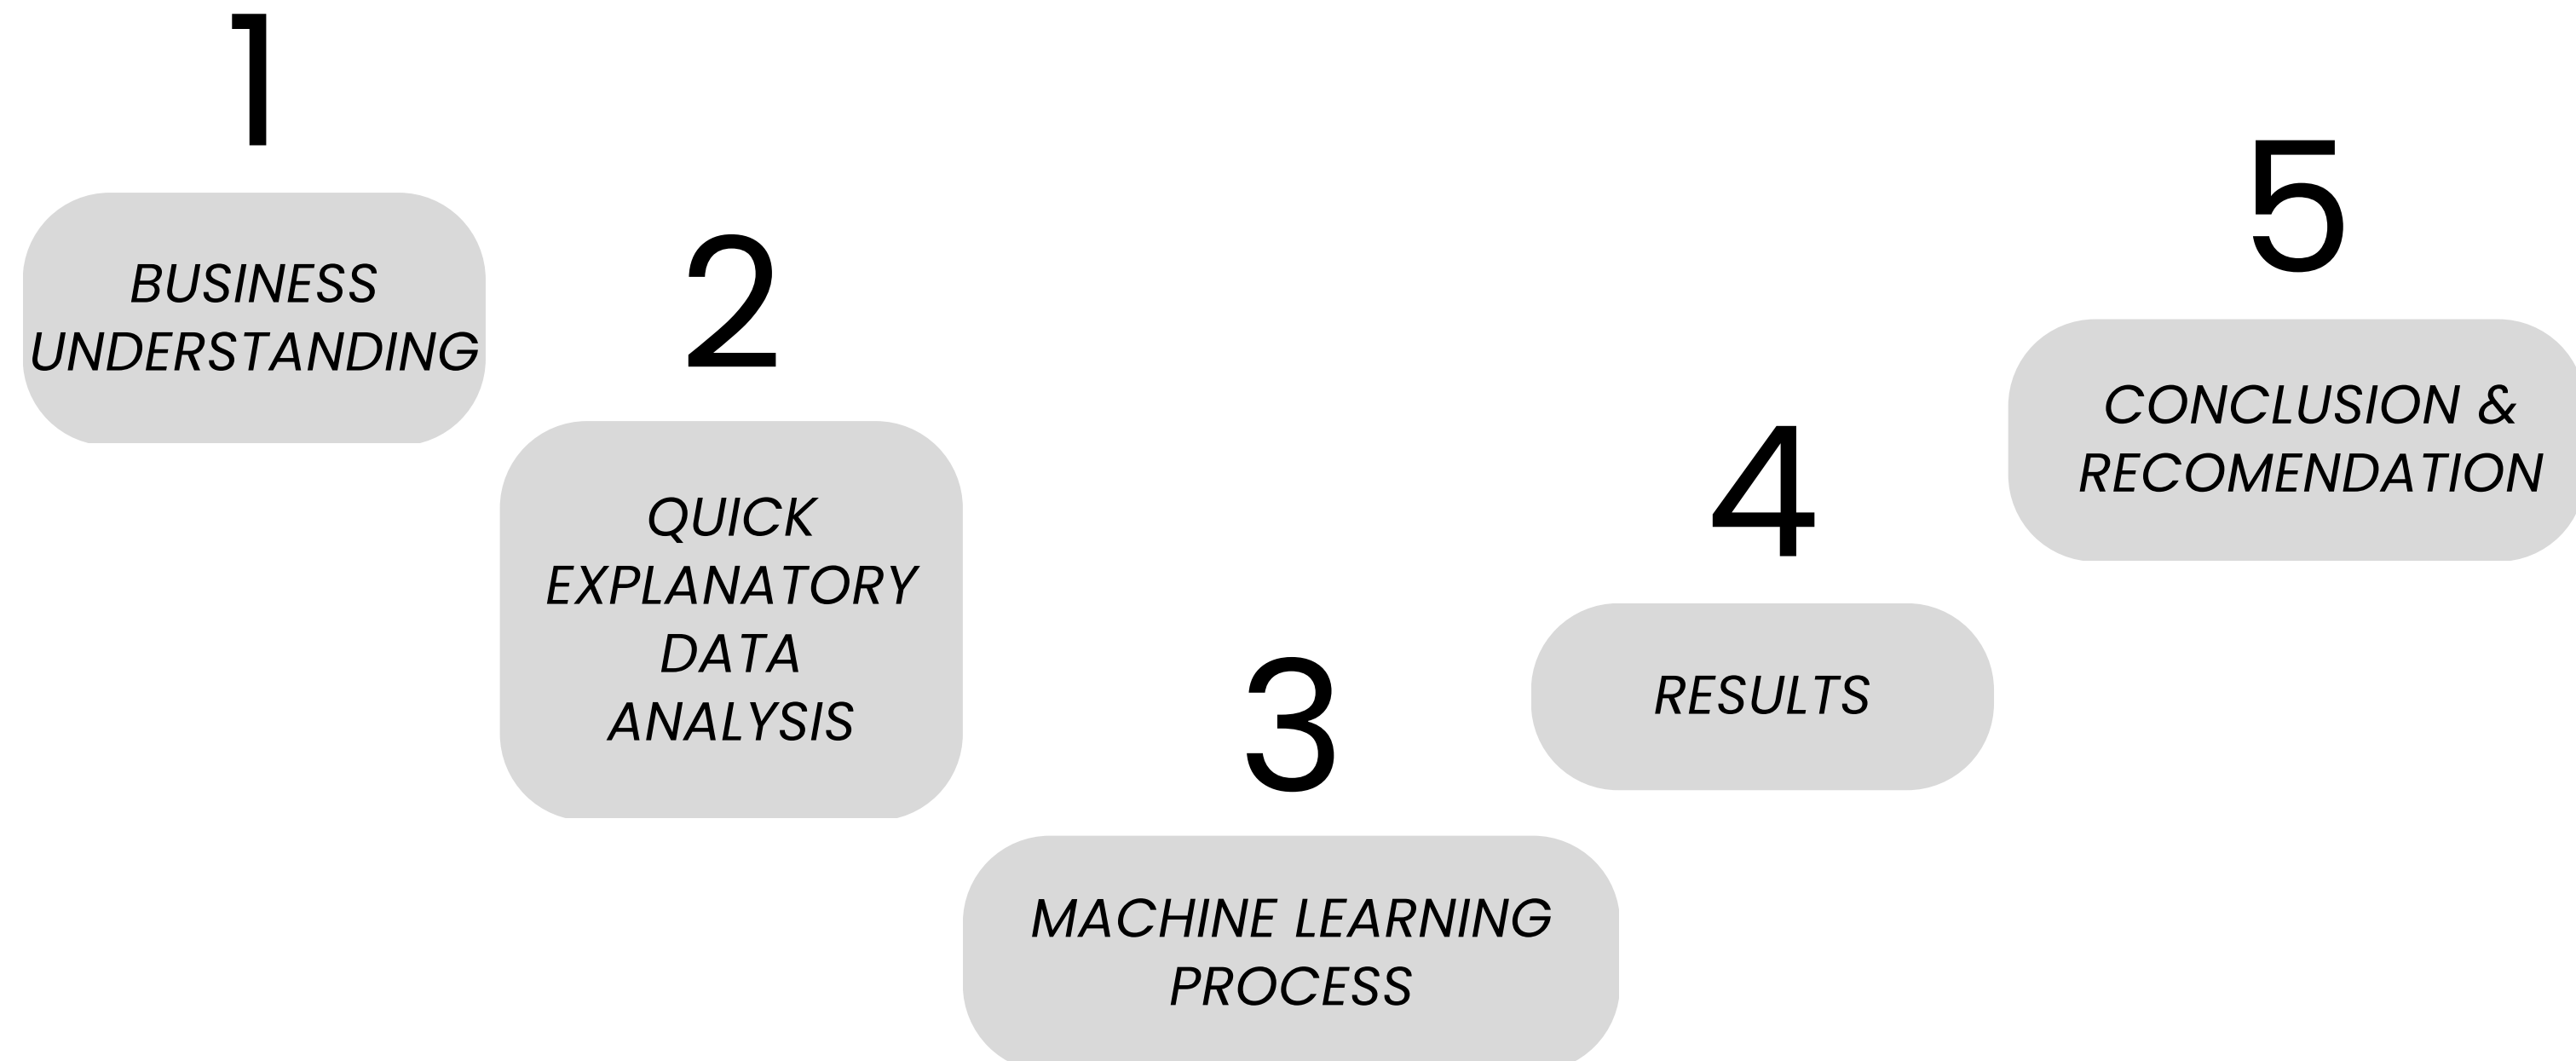 1
BUSINESS
UNDERSTANDING
2
QUICK
EXPLANATORY
DATA
ANALYSIS
3
MACHINE LEARNING
PROCESS
4
RESULTS
5
CONCLUSION &
RECOMENDATION